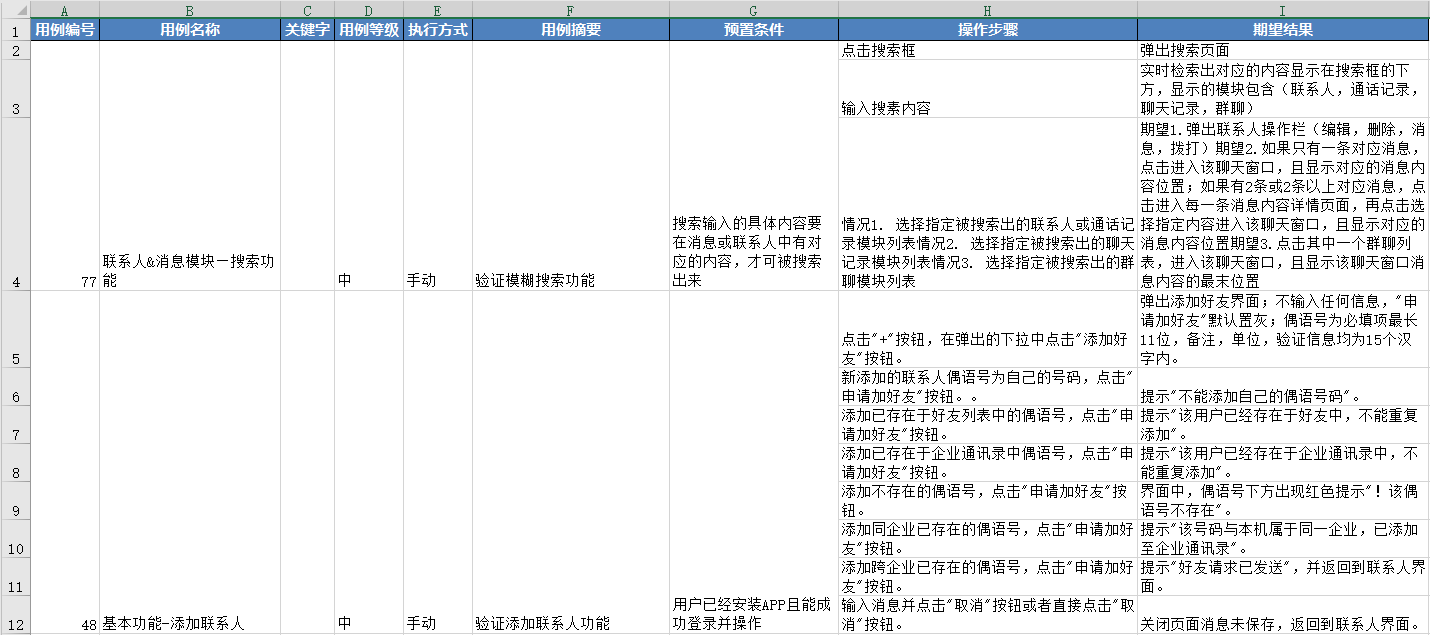 A B C D E F G H I
1 用例编号 用例名称 关键字 用例等级 执行方式 用例摘要 预置条件 操作步骤 期望结果
2 点击搜索框 弹出搜索页面
3 输入搜素内容
实时检索出对应的内容显示在搜索框的下
方，显示的模块包含（联系人，通话记录，
聊天记录，群聊）
4 77
联系人&消息模块—搜索功
能
中 手动 验证模糊搜索功能
搜索输入的具体内容要
在消息或联系人中有对
应的内容，才可被搜索
出来
情况1. 选择指定被搜索出的联系人或通话记
录模块列表情况2. 选择指定被搜索出的聊天
记录模块列表情况3. 选择指定被搜索出的群
聊模块列表
期望1.弹出联系人操作栏（编辑，删除，消
息，拨打）期望2.如果只有一条对应消息，
点击进入该聊天窗口，且显示对应的消息内
容位置；如果有2条或2条以上对应消息，点
击进入每一条消息内容详情页面，再点击选
择指定内容进入该聊天窗口，且显示对应的
消息内容位置期望3.点击其中一个群聊列
表，进入该聊天窗口，且显示该聊天窗口消
息内容的最末位置
5
点击"+"按钮，在弹出的下拉中点击"添加好
友"按钮。
弹出添加好友界面；不输入任何信息，"申
请加好友"默认置灰；偶语号为必填项最长
11位，备注，单位，验证信息均为15个汉
字内。
6
新添加的联系人偶语号为自己的号码，点击"
申请加好友"按钮。。
提示"不能添加自己的偶语号码"。
7
添加已存在于好友列表中的偶语号，点击"申
请加好友"按钮。
提示"该用户已经存在于好友中，不能重复
添加"。
8
添加已存在于企业通讯录中偶语号，点击"申
请加好友"按钮。
提示"该用户已经存在于企业通讯录中，不
能重复添加"。
9
添加不存在的偶语号，点击"申请加好友"按
钮。
界面中，偶语号下方出现红色提示"！该偶
语号不存在"。
10
添加同企业已存在的偶语号，点击"申请加好
友"按钮。
提示"该号码与本机属于同一企业，已添加
至企业通讯录"。
11
添加跨企业已存在的偶语号，点击"申请加好
友"按钮。
提示"好友请求已发送"，并返回到联系人界
面。
12 48 基本功能-添加联系人 中 手动 验证添加联系人功能
用户已经安装APP且能成
功登录并操作
输入消息并点击"取消"按钮或者直接点击"取
消"按钮。
关闭页面消息未保存，返回到联系人界面。